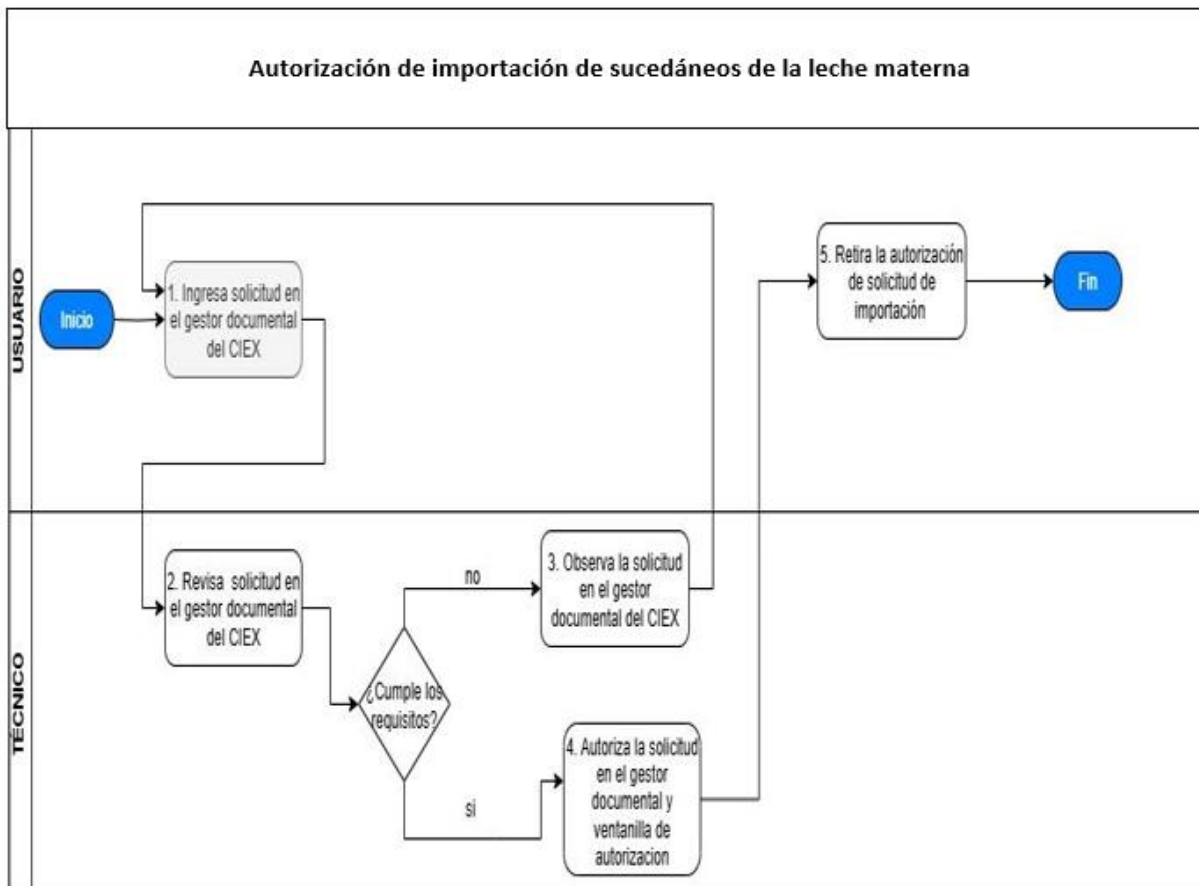 Autorización de importación de sucedáneos de la leche materna
USUARIO
Inicio
1. Ingresa solicitud en
el gestor documental
del CIEX
5. Retira la autorización
de solicitud de
importación
Fin
TÉCNICO
2. Revisa solicitud en
el gestor documental
del CIEX
¿Cumple los
requisitos?
no
3. Observa la solicitud
en el gestor
documental del CIEX
si
4. Autoriza la solicitud
en el gestor
documental y
ventanilla de
autorizacion